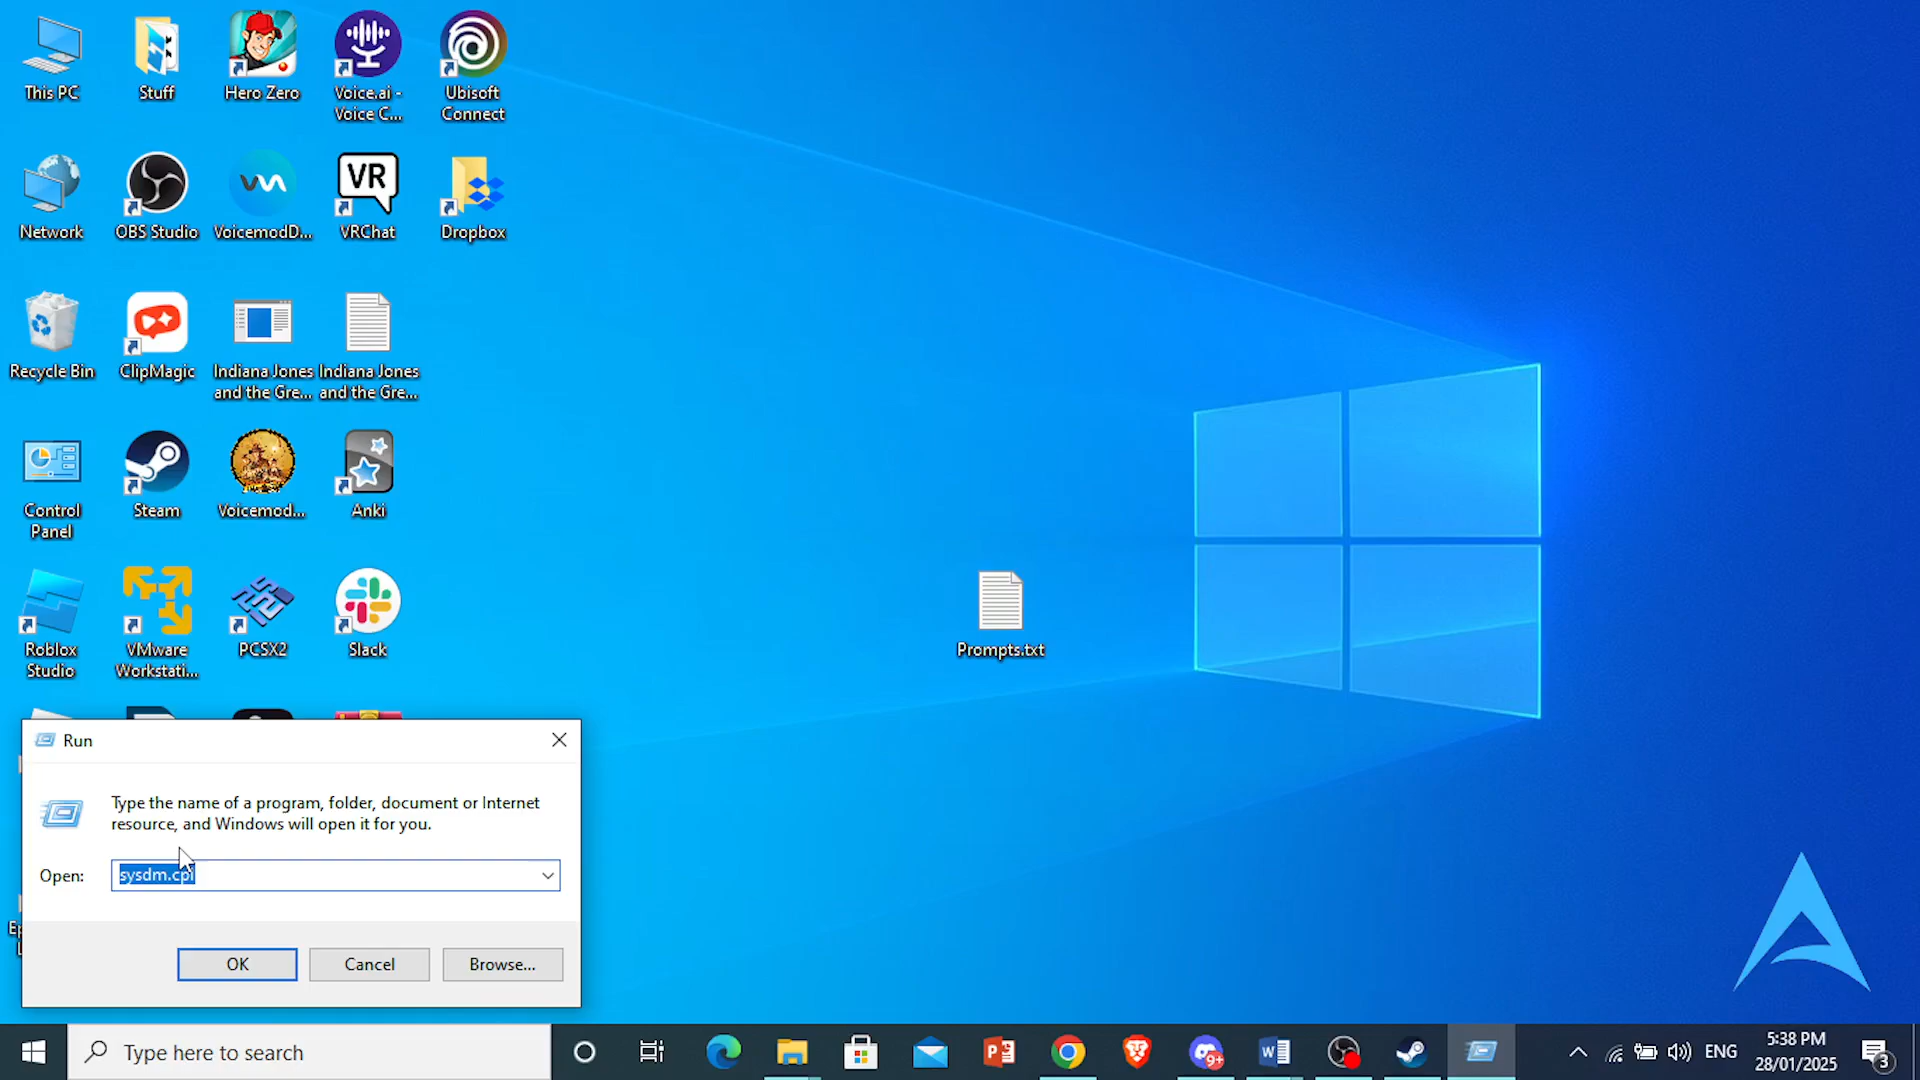 This PC
Stuff
Hero Zero
Voice.ai -
Voice C...
Ubisoft
Connect
VR
Network
OBS Studio
VoicemodD...
VRChat
Dropbox
Recycle Bin
ClipMagic
Indiana Jones
and the Gre...
Indiana Jones
and the Gre...
Control
Panel
Steam
Voicemod...
Anki
Roblox
Studio
VMware
Workstati...
PCSX2
Slack
Prompts.txt
Run
Type the name of a program, folder, document or Internet
resource, and Windows will open it for you.
Open:
sysdm.cpl
OK
Cancel
Browse...
Type here to search
9+
ENG
5:38 PM
28/01/2025
3